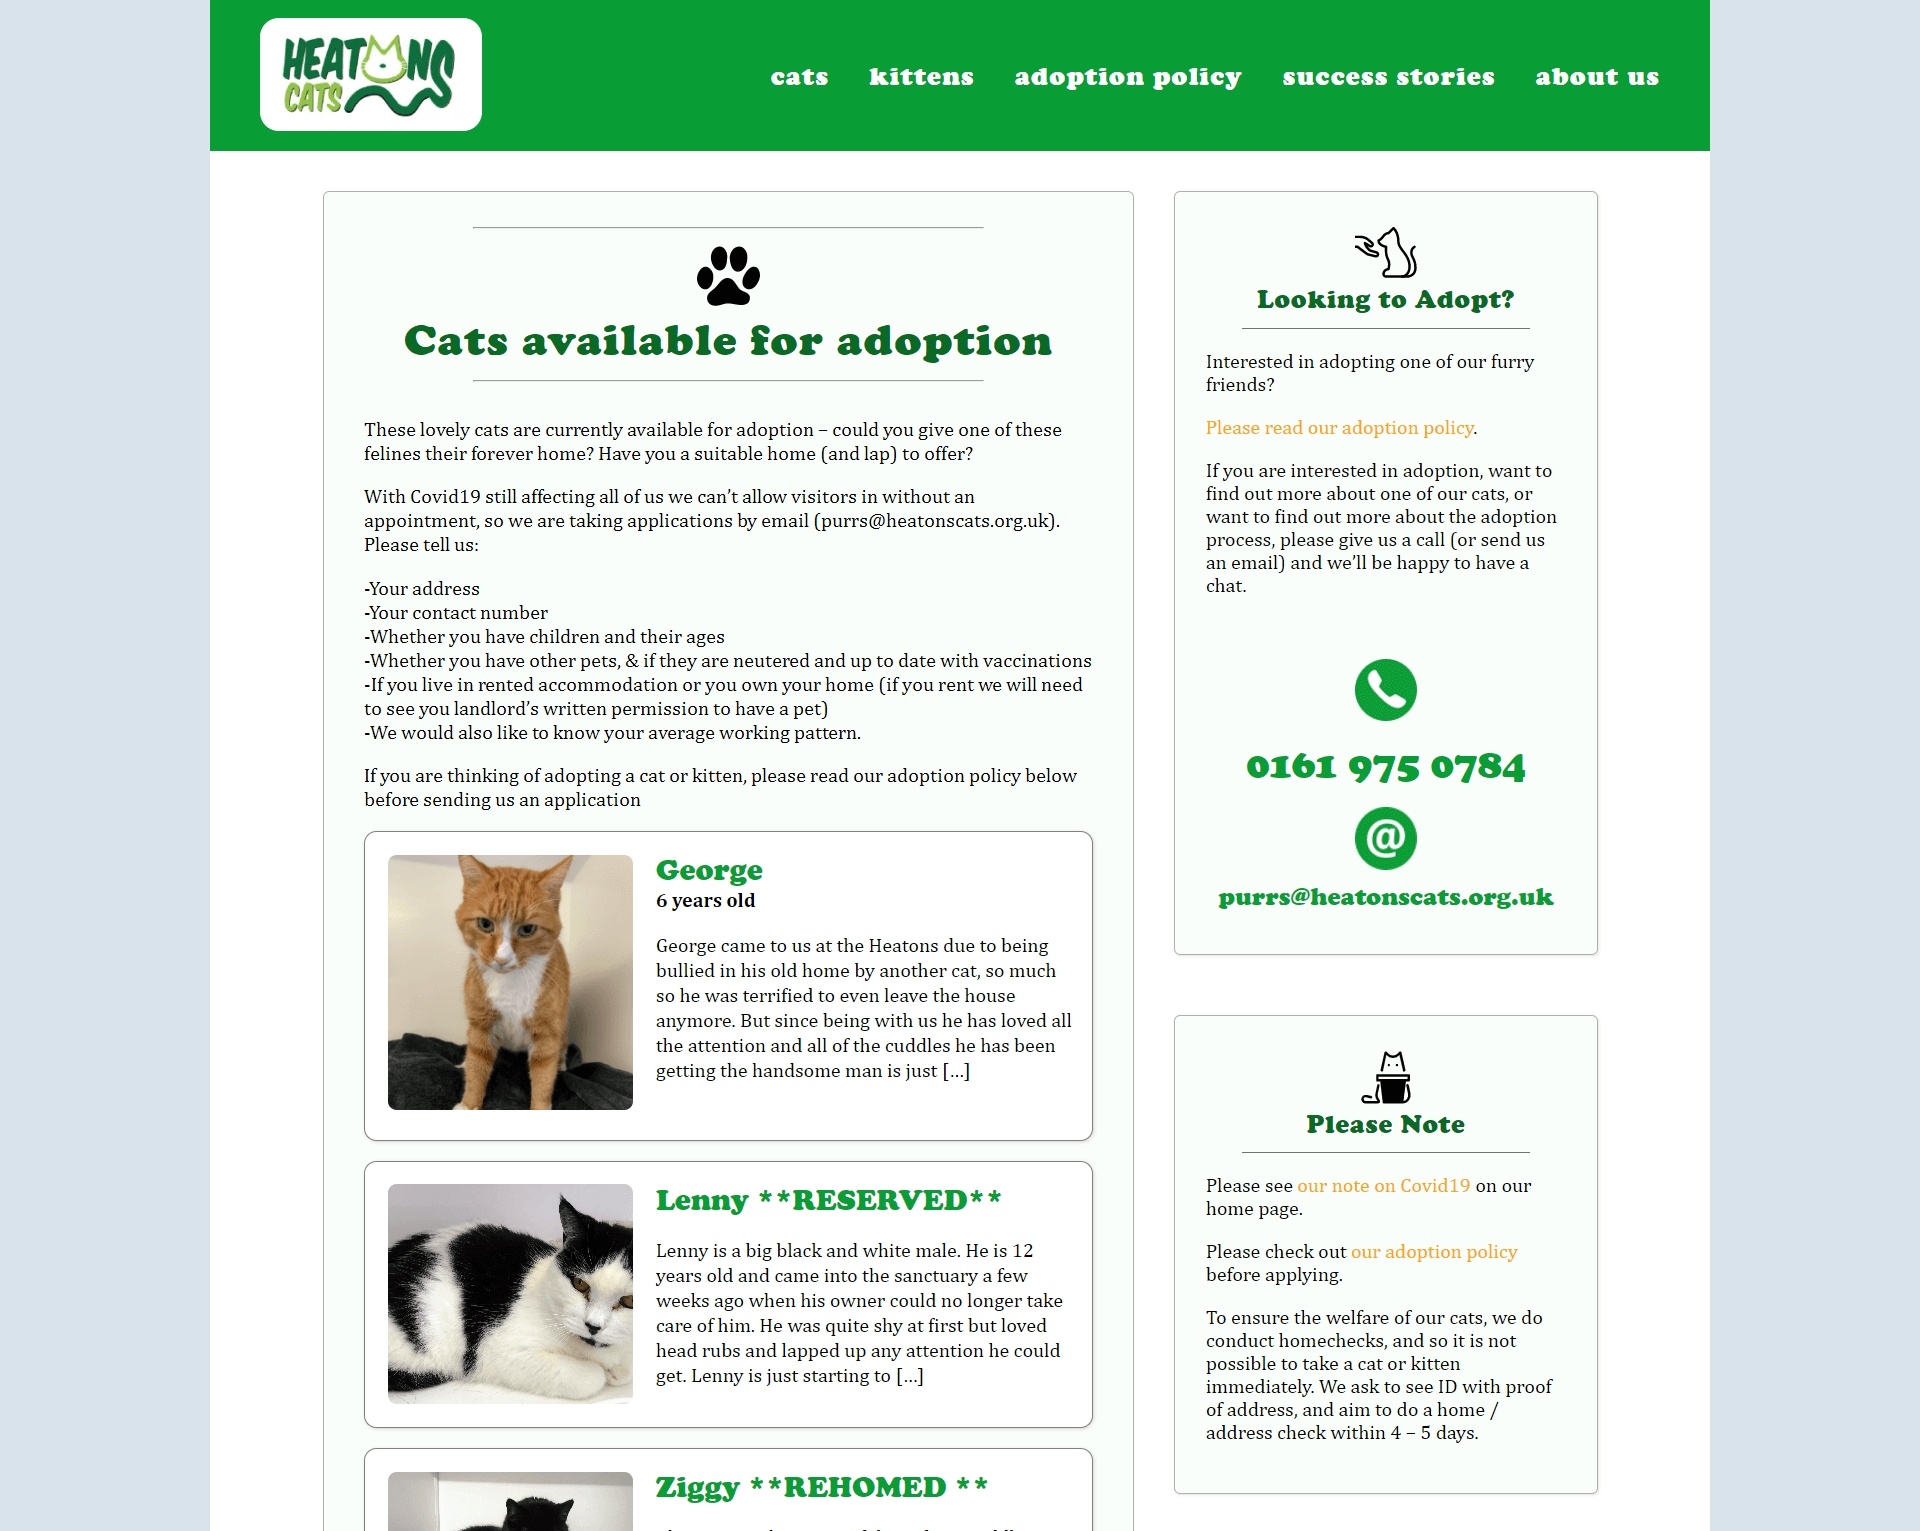 HEATONS
CATS
cats
kittens
adoption policy
success stories
about us
Cats available for adoption
These lovely cats are currently available for adoption – could you give one of these
felines their forever home? Have you a suitable home (and lap) to offer?
With Covid19 still affecting all of us we can’t allow visitors in without an
appointment, so we are taking applications by email (purrs@heatonscats.org.uk).
Please tell us:
-Your address
-Your contact number
-Whether you have children and their ages
-Whether you have other pets, & if they are neutered and up to date with vaccinations
-If you live in rented accommodation or you own your home (if you rent we will need
to see you landlord’s written permission to have a pet)
-We would also like to know your average working pattern.
If you are thinking of adopting a cat or kitten, please read our adoption policy below
before sending us an application
George
6 years old
George came to us at the Heatons due to being
bullied in his old home by another cat, so much
so he was terrified to even leave the house
anymore. But since being with us he has loved all
the attention and all of the cuddles he has been
getting the handsome man is just [...]
Lenny **RESERVED**
Lenny is a big black and white male. He is 12
years old and came into the sanctuary a few
weeks ago when his owner could no longer take
care of him. He was quite shy at first but loved
head rubs and lapped up any attention he could
get. Lenny is just starting to [...]
Ziggy **REHOMED **
Looking to Adopt?
Interested in adopting one of our furry
friends?
Please read our adoption policy.
If you are interested in adoption, want to
find out more about one of our cats, or
want to find out more about the adoption
process, please give us a call (or send us
an email) and we’ll be happy to have a
chat.
0161 975 0784
@
purrs@heatonscats.org.uk
Please Note
Please see our note on Covid19 on our
home page.
Please check out our adoption policy
before applying.
To ensure the welfare of our cats, we do
conduct homechecks, and so it is not
possible to take a cat or kitten
immediately. We ask to see ID with proof
of address, and aim to do a home /
address check within 4 – 5 days.